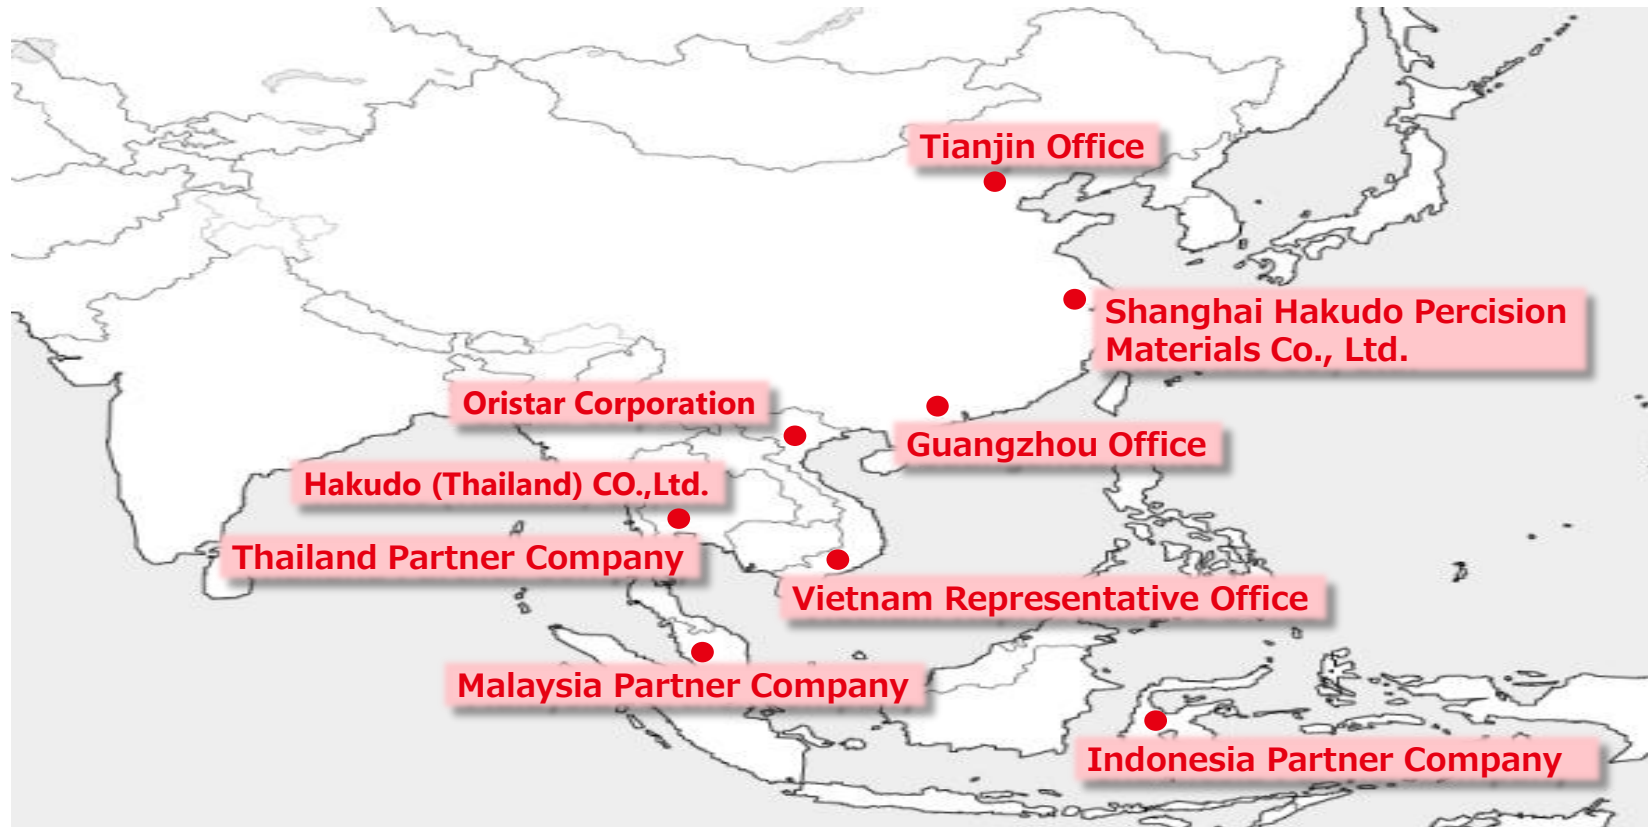 Tianjin Office
Shanghai Hakudo Percision
Materials Co., Ltd.
Oristar Corporation
Guangzhou Office
Hakudo (Thailand) CO.,Ltd.
Thailand Partner Company
Vietnam Representative Office
Malaysia Partner Company
Indonesia Partner Company